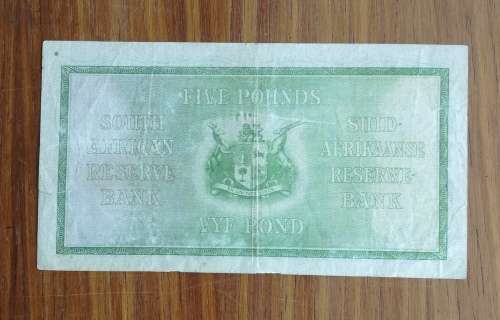 FIVE POUNDS
SOUTH
AFRICAN
RESERVE
BANK
SUID-
AFRIKAANSE
RESERWE-
BANK
VYF POND